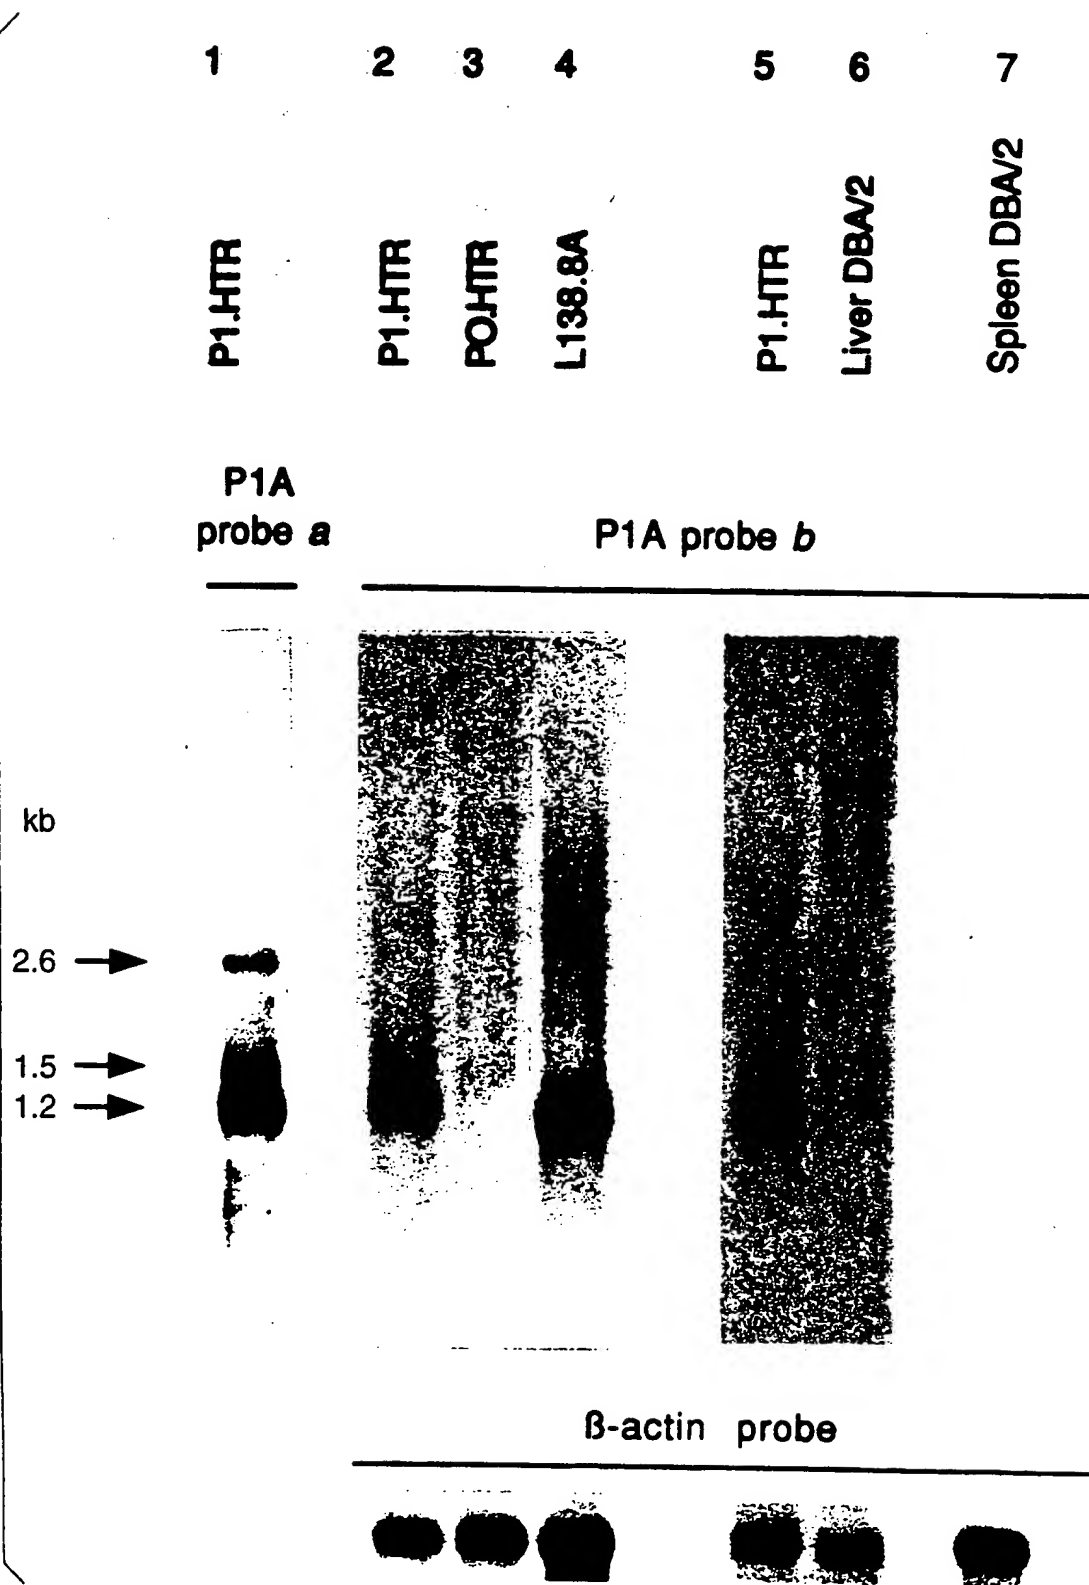 1 2 3 4 5 6 7
P1.HTR P1.HTR PO.HTR L138.8A P1.HTR Liver DBA/2 Spleen DBA/2
P1A
probe a
P1A probe b
kb
2.6
1.5
1.2
ß-actin probe